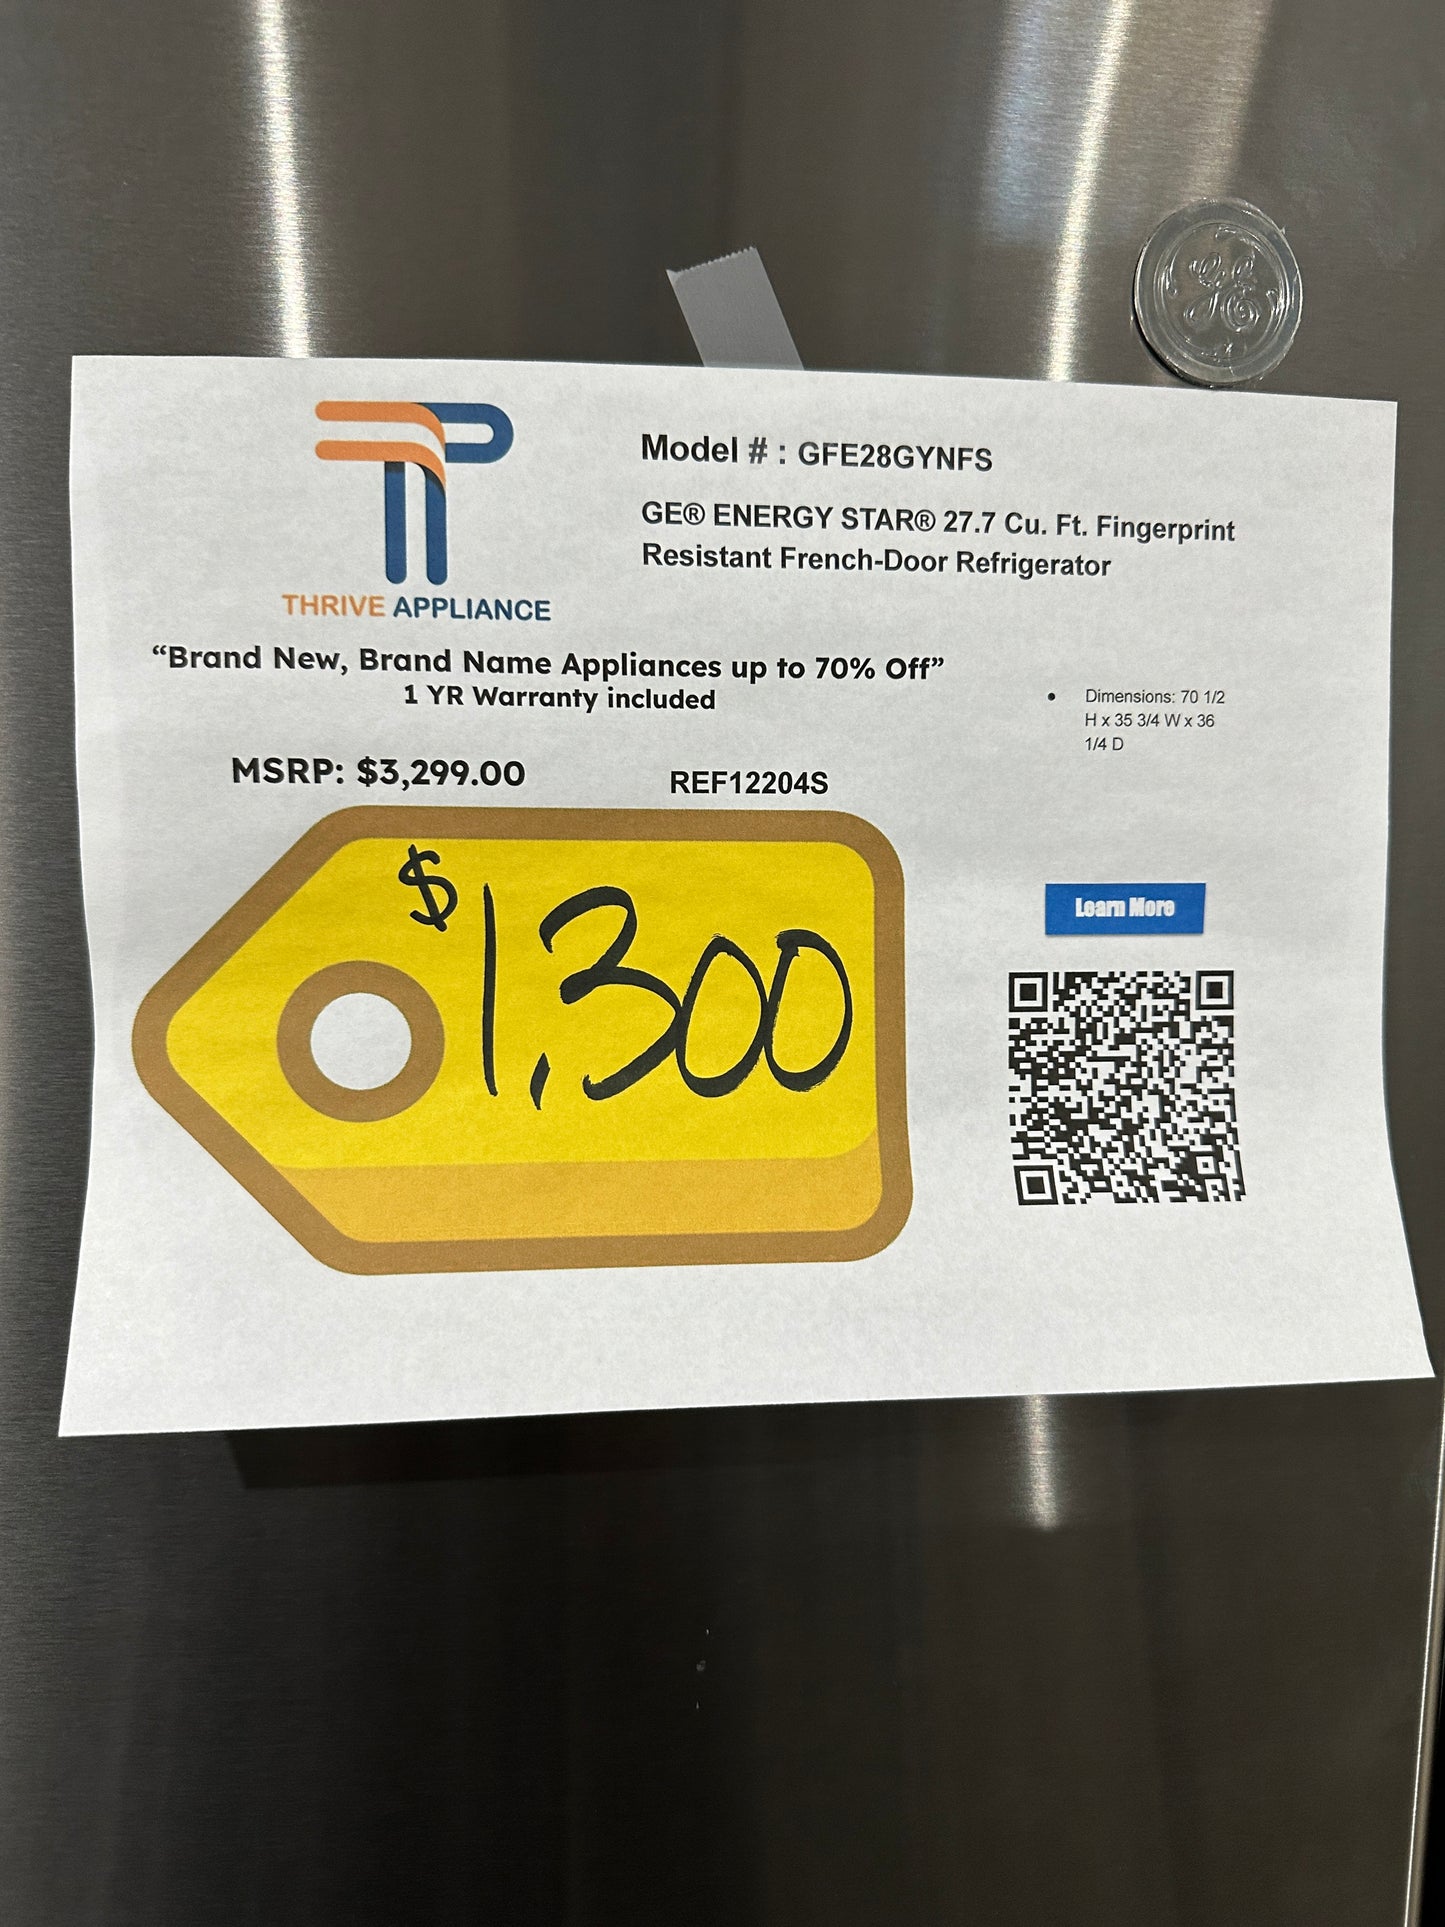 THRIVE APPLIANCE
Model # : GFE28GYNFS
GE® ENERGY STAR® 27.7 Cu. Ft. Fingerprint
Resistant French-Door Refrigerator
“Brand New, Brand Name Appliances up to 70% Off”
1 YR Warranty included
• Dimensions: 70 1/2
H x 35 3/4 W x 36
1/4 D
MSRP: $3,299.00
REF12204S
$1,300
Learn More
GE